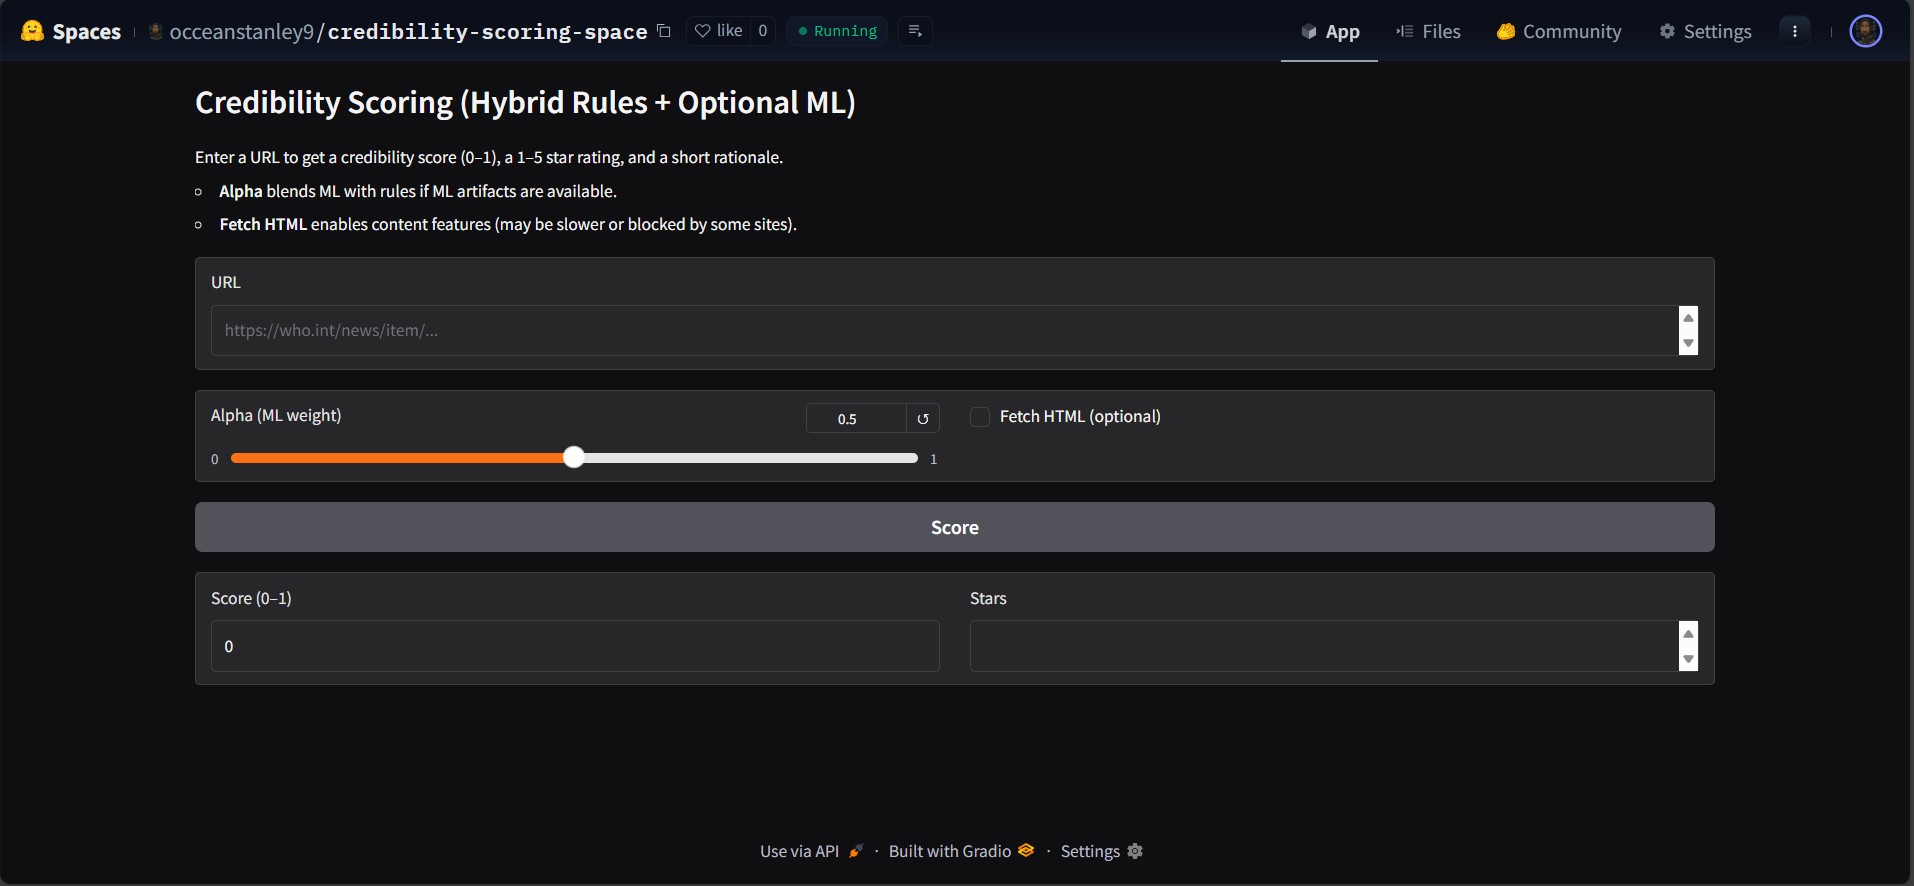 Spaces occeanstanley9/credibility-scoring-space like 0 Running App Files Community Settings
Credibility Scoring (Hybrid Rules + Optional ML)
Enter a URL to get a credibility score (0–1), a 1–5 star rating, and a short rationale.
Alpha blends ML with rules if ML artifacts are available.
Fetch HTML enables content features (may be slower or blocked by some sites).
URL
https://who.int/news/item/...
Alpha (ML weight) 0.5 Fetch HTML (optional)
0 1
Score
Score (0–1) Stars
0
Use via API · Built with Gradio · Settings